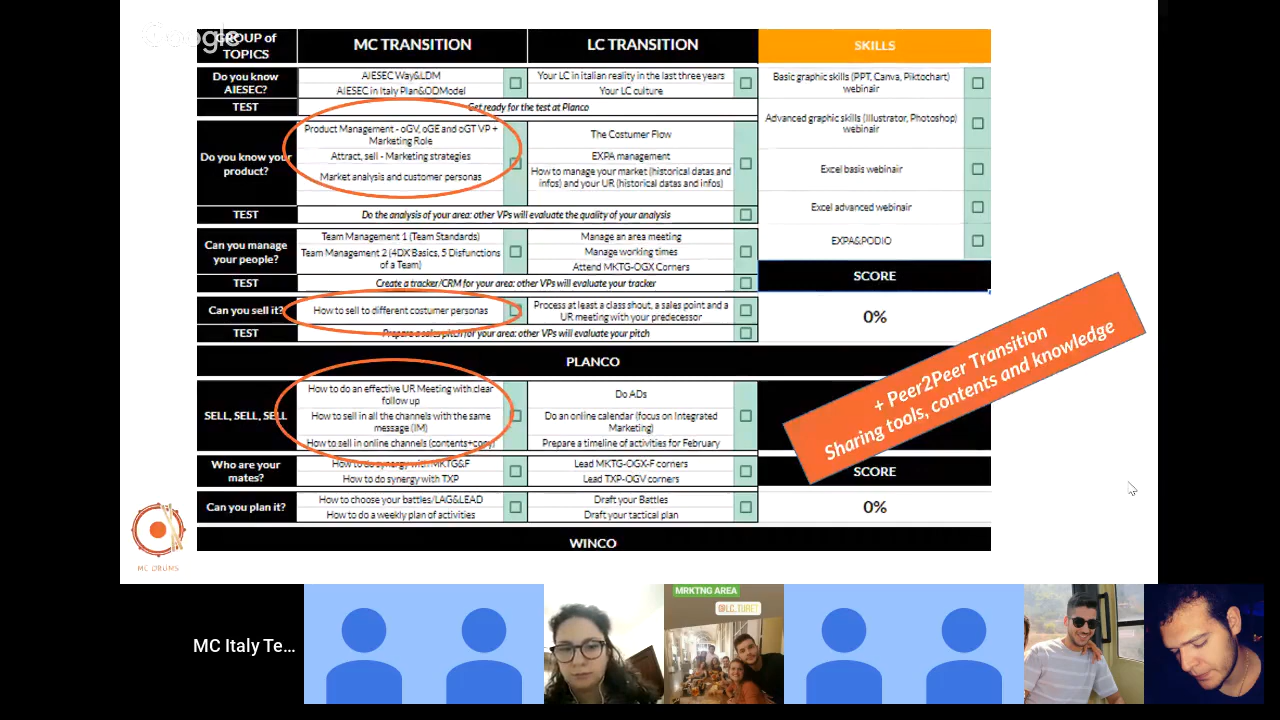 Google
GROUP of
TOPICS
MC TRANSITION
LC TRANSITION
SKILLS
Do you know
AIESEC?
AIESEC Way&LDM
AIESEC in Italy Plan&ODModel
Your LC in italian reality in the last three years
Your LC culture
Basic graphic skills (PPT, Canva, Piktochart)
webinair
TEST
Get ready for the test at Planco
Advanced graphic skills (Illustrator, Photoshop)
webinair
Do you know your
product?
Product Management - oGV, oGE and oGT VP +
Marketing Role
Attract, sell - Marketing strategies
Market analysis and customer personas
The Costumer Flow
EXPA management
How to manage your market (historical datas and
infos) and your UR (historical datas and infos)
Excel basis webinair
Excel advanced webinair
TEST
Do the analysis of your area: other VPs will evaluate the quality of your analysis
Can you manage
your people?
Team Management 1 (Team Standards)
Team Management 2 (4DX Basics, 5 Disfunctions
of a Team)
Manage an area meeting
Manage working times
Attend MKTG-OGX Corners
EXPA&PODIO
TEST
Create a tracker/CRM for your area: other VPs will evaluate your tracker
SCORE
Can you sell it?
How to sell to different costumer personas
Process at least a class shout, a sales point and a
UR meeting with your predecessor
0%
TEST
Prepare a sales pitch for your area: other VPs will evaluate your pitch
PLANCO
+ Peer2Peer Transition
Sharing tools, contents and knowledge
SELL, SELL, SELL
How to do an effective UR Meeting with clear
follow up
How to sell in all the channels with the same
message (IM)
How to sell in online channels (contents+copy)
Do ADs
Do an online calendar (focus on Integrated
Marketing)
Prepare a timeline of activities for February
Who are your
mates?
How to do synergy with MKTG&F
How to do synergy with TXP
Lead MKTG-OGX-F corners
Lead TXP-OGV corners
SCORE
Can you plan it?
How to choose your battles/LAG&LEAD
How to do a weekly plan of activities
Draft your Battles
Draft your tactical plan
0%
WINCO
MC DRUMS
MC Italy Te...
MRKTNG AREA
@LC.TURET